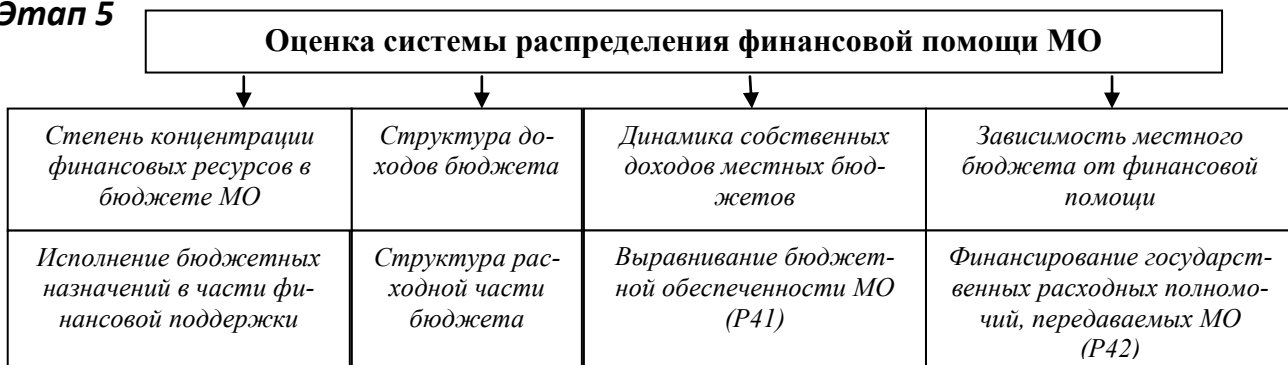 Этап 5
Оценка системы распределения финансовой помощи МО
Степень концентрации
финансовых ресурсов в
бюджете МО
Структура до-
ходов бюджета
Динамика собственных
доходов местных бюд-
жетов
Зависимость местного
бюджета от финансовой
помощи
Исполнение бюджетных
назначений в части фи-
нансовой поддержки
Структура рас-
ходной части
бюджета
Выравнивание бюджет-
ной обеспеченности МО
(Р41)
Финансирование государст-
венных расходных полномо-
чий, передаваемых МО
(Р42)